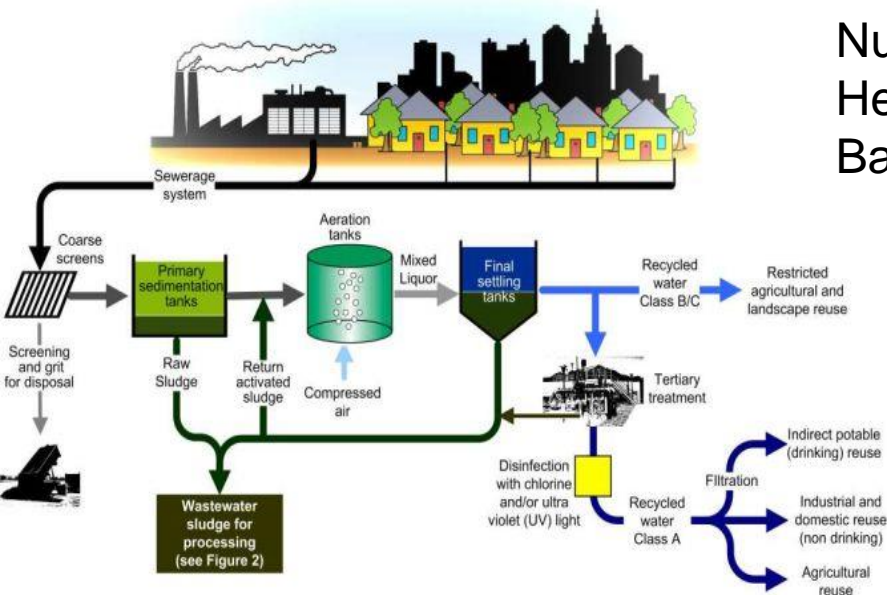 Nu
He
Ba
Sewerage
system
Coarse
screens
Primary
sedimentation
tanks
Aeration
tanks
Mixed
Liquor
Final
settling
tanks
Recycled
water
Class B/C
Restricted
agricultural and
landscape reuse
Screening
and grit
for disposal
Raw
Sludge
Return
activated
sludge
Compressed
air
Tertiary
treatment
Wastewater
sludge for
processing
(see Figure 2)
Disinfection
with chlorine
and/or ultra
violet (UV) light
Recycled
water
Class A
FIltration
Indirect potable
(drinking) reuse
Industrial and
domestic reuse
(non drinking)
Agricultural
reuse